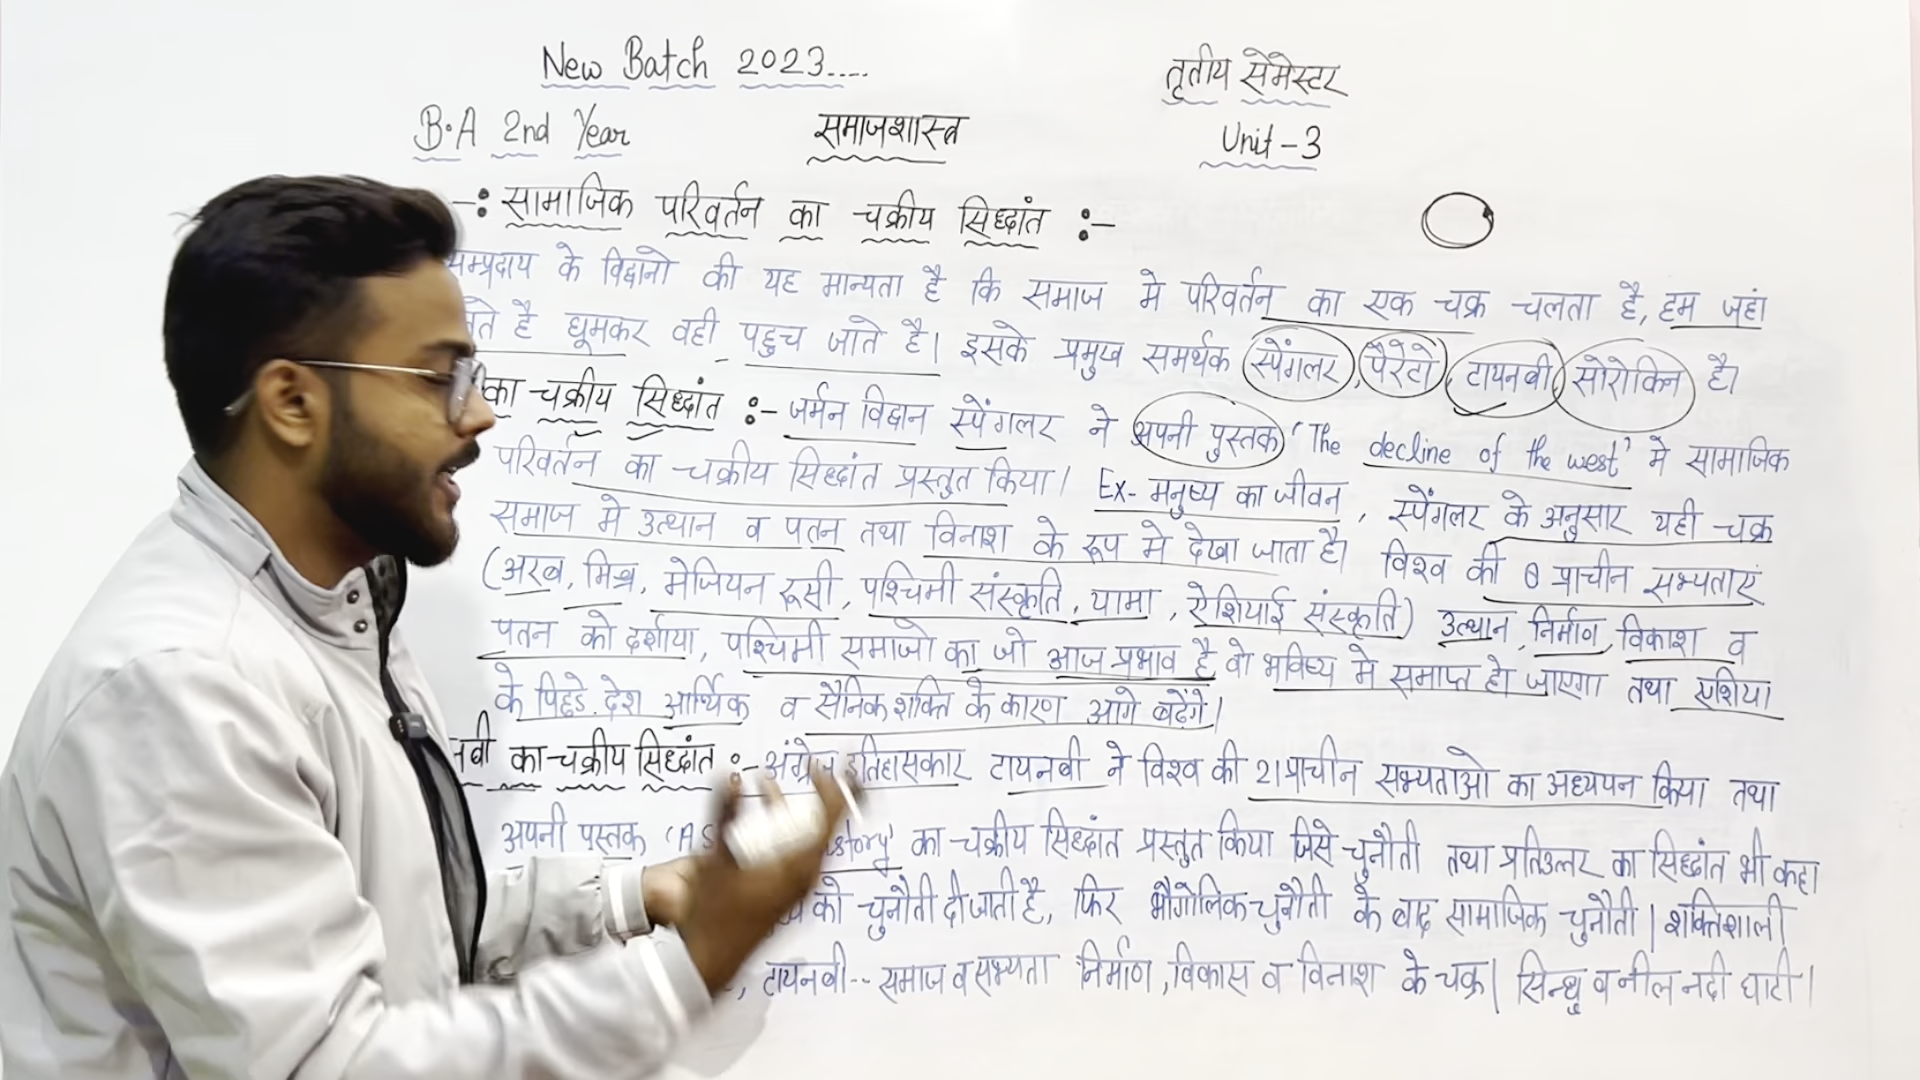 New Batch 2023....
तृतीय सेमेस्टर
B.A 2nd Year
समाजशास्त्र
Unit - 3
-: सामाजिक परिवर्तन का चक्रीय सिध्दांत :-
सम्प्रदाय के विद्वानो की यह मान्यता है कि समाज मे परिवर्तन का एक चक्र चलता है, हम जहां
है घूमकर वही पहुच जाते है। इसके प्रमुख समर्थक स्पेंगलर, पैरेटो, टायनबी, सोरोकिन है।
का चक्रीय सिध्दांत :- जर्मन विद्वान स्पेंगलर ने अपनी पुस्तक 'The decline of the west' मे सामाजिक
परिवर्तन का चक्रीय सिध्दांत प्रस्तुत किया। Ex- मनुष्य का जीवन, स्पेंगलर के अनुसार यही चक्र
समाज मे उत्थान व पतन तथा विनाश के रूप मे देखा जाता है। विश्व की 8 प्राचीन सभ्यताएं
(अरब, मिश्र, मेजियन रूसी, पश्चिमी संस्कृति, यामा, ऐशियाई संस्कृति) उत्थान, निर्माण, विकाश व
पतन को दर्शाया, पश्चिमी समाजो का जो आज प्रभाव है वो भविष्य मे समाप्त हो जाएगा तथा एशिया
के पिछडे देश आर्थिक व सैनिक शक्ति के कारण आगे बढेंगे।
नबी का चक्रीय सिध्दांत :- अंग्रेज इतिहासकार टायनबी ने विश्व की 21 प्राचीन सभ्यताओ का अध्ययन किया तथा
अपनी पुस्तक 'A S story' का चक्रीय सिध्दांत प्रस्तुत किया जिसे चुनौती तथा प्रतिउत्तर का सिध्दांत भी कहा
को चुनौती दी जाती है, फिर भौगोलिक चुनौती के बाद सामाजिक चुनौती | शक्तिशाली
, टायनबी-- समाज व सभ्यता निर्माण, विकास व विनाश के चक्र | सिन्धु व नील नदी घाटी।